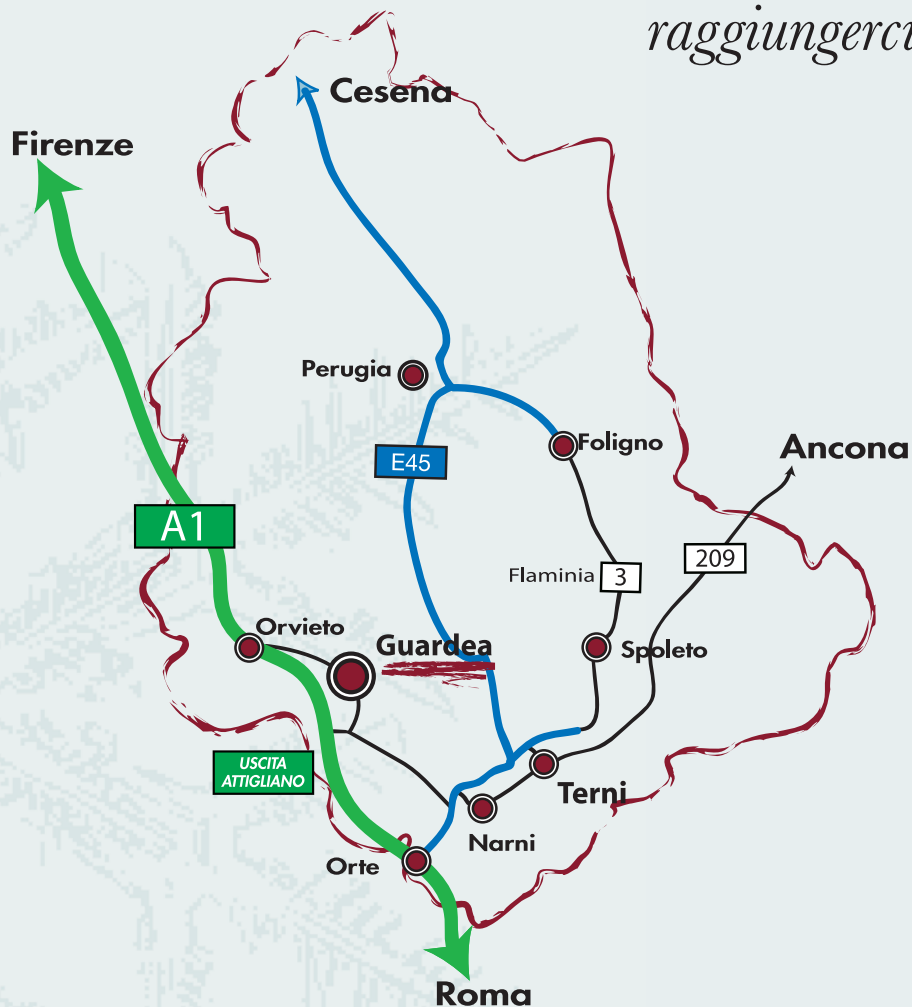 raggiungerci
Cesena
Firenze
Perugia
Foligno
E45
Ancona
A1
209
Flaminia 3
Orvieto
Guardea
Spoleto
USCITA
ATTIGLIANO
Terni
Narni
Orte
Roma